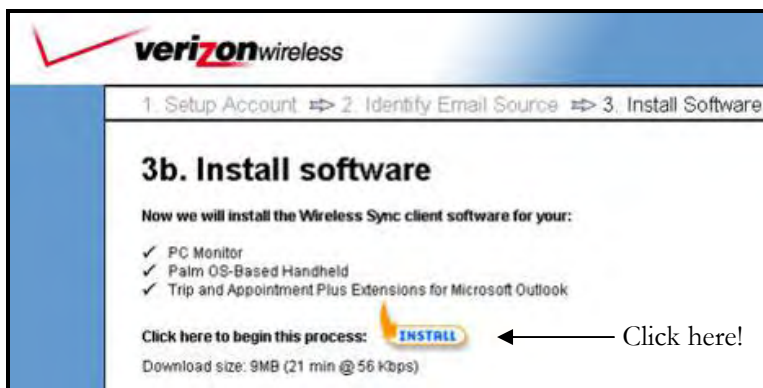 verizonwireless
1. Setup Account ⇨ 2. Identify Email Source ⇨ 3. Install Software
3b. Install software
Now we will install the Wireless Sync client software for your:
✓ PC Monitor
✓ Palm OS-Based Handheld
✓ Trip and Appointment Plus Extensions for Microsoft Outlook
Click here to begin this process: INSTALL Click here!
Download size: 9MB (21 min @ 56 Kbps)